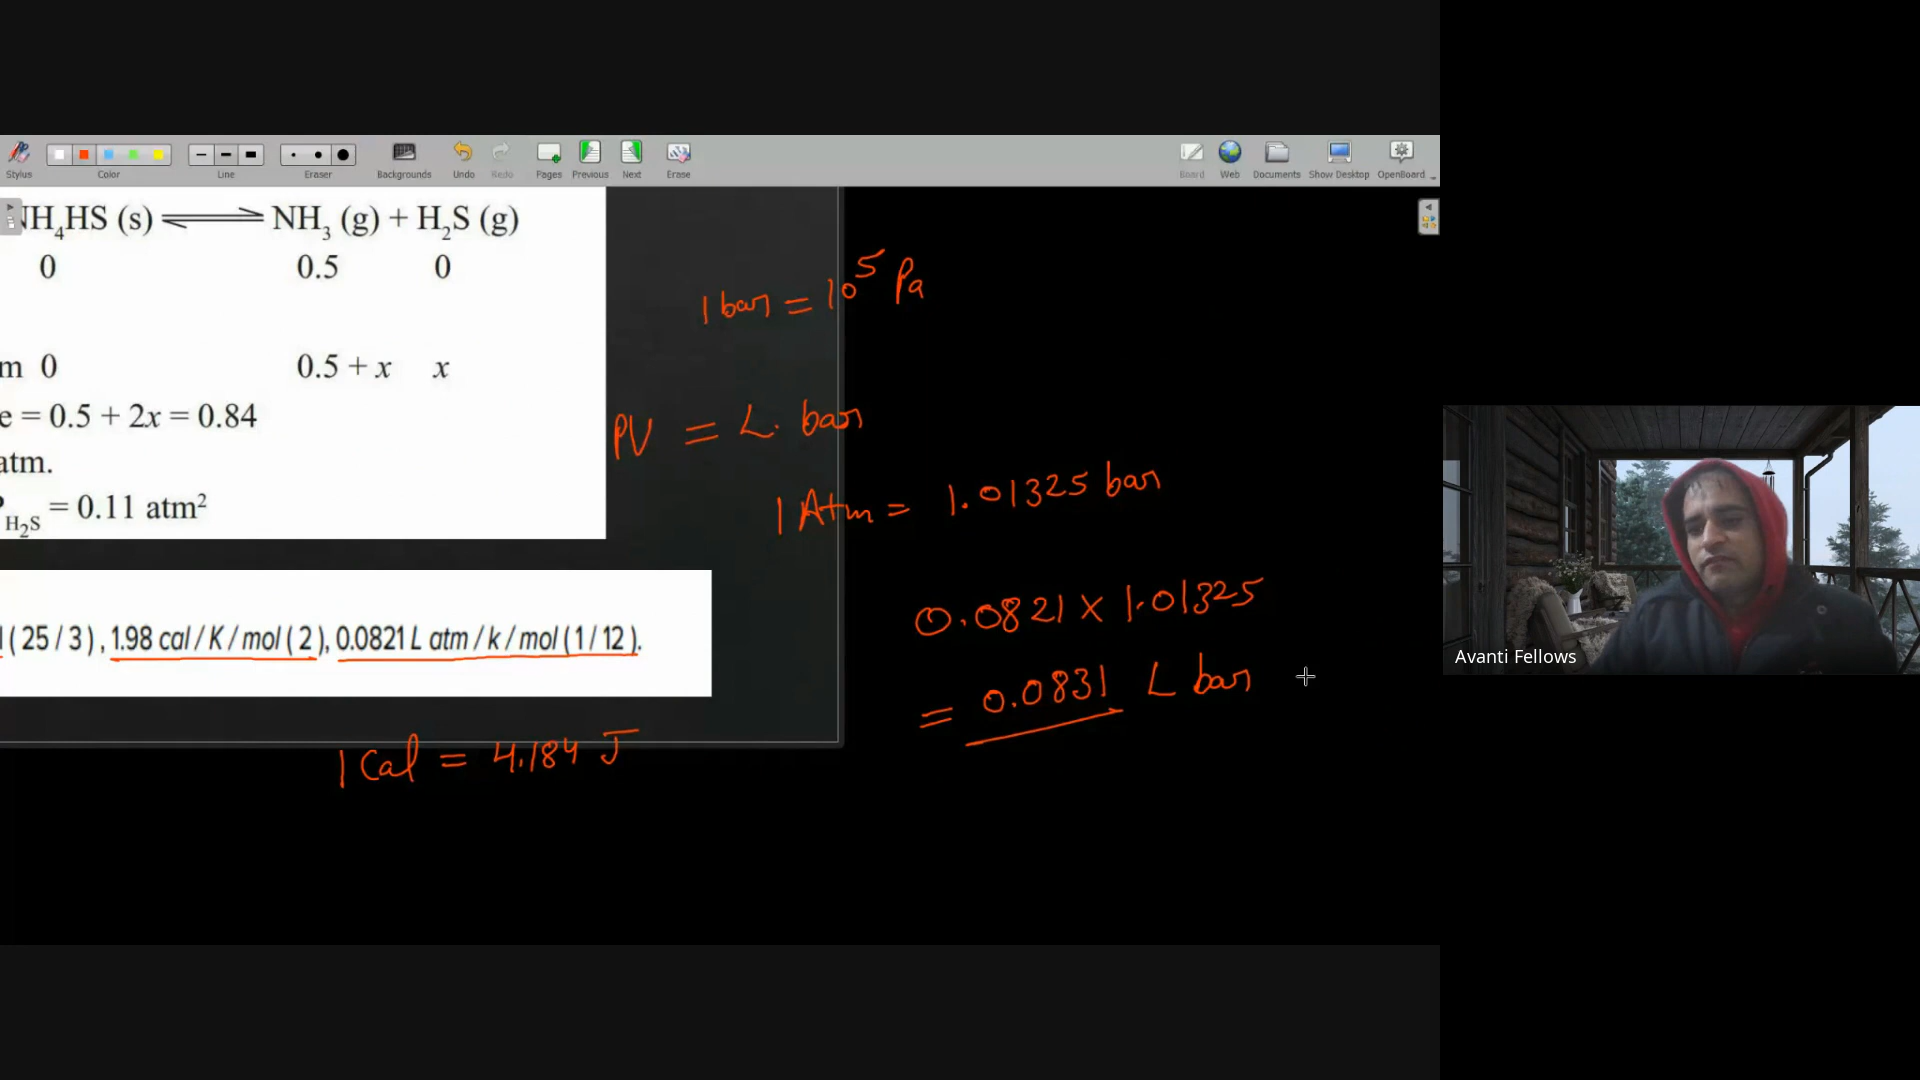 Stylus Color Line Eraser Backgrounds Undo Redo Pages Previous Next Erase Board Web Documents Show Desktop OpenBoard
NH₄HS (s) ⇌ NH₃ (g) + H₂S (g)
0 0.5 0
1 bar = 10⁵ Pa
m 0 0.5 + x x
e = 0.5 + 2x = 0.84
PV = L. bar
atm.
1 Atm = 1.01325 bar
H₂S = 0.11 atm²
0.0821 x 1.01325
(25 / 3), 1.98 cal / K / mol ( 2 ), 0.0821 L atm / k / mol ( 1 / 12 ).
= 0.0831 L bar
1 Cal = 4.184 J
Avanti Fellows